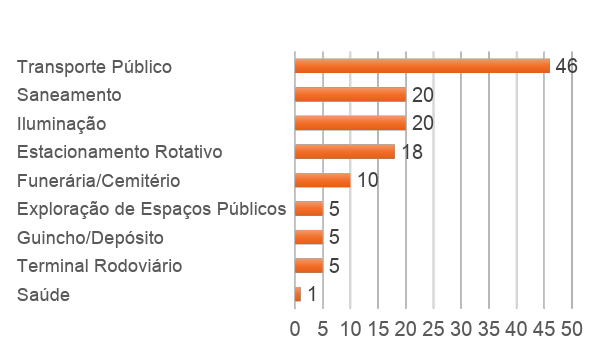 Transporte Público 46
Saneamento 20
Iluminação 20
Estacionamento Rotativo 18
Funerária/Cemitério 10
Exploração de Espaços Públicos 5
Guincho/Depósito 5
Terminal Rodoviário 5
Saúde 1
0 5 10 15 20 25 30 35 40 45 50